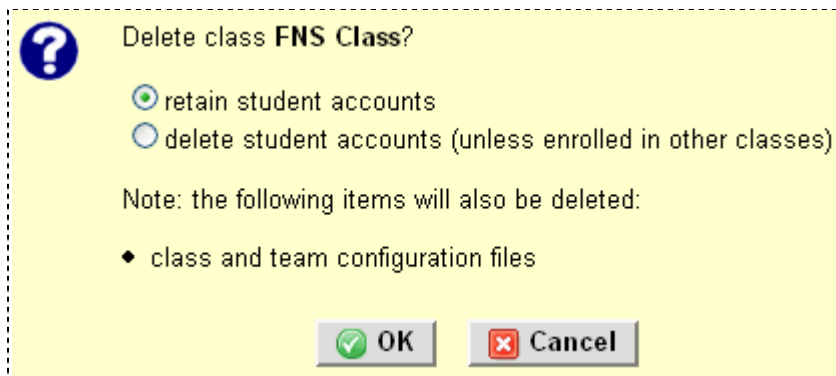 Delete class FNS Class?
retain student accounts
delete student accounts (unless enrolled in other classes)
Note: the following items will also be deleted:
• class and team configuration files
OK Cancel